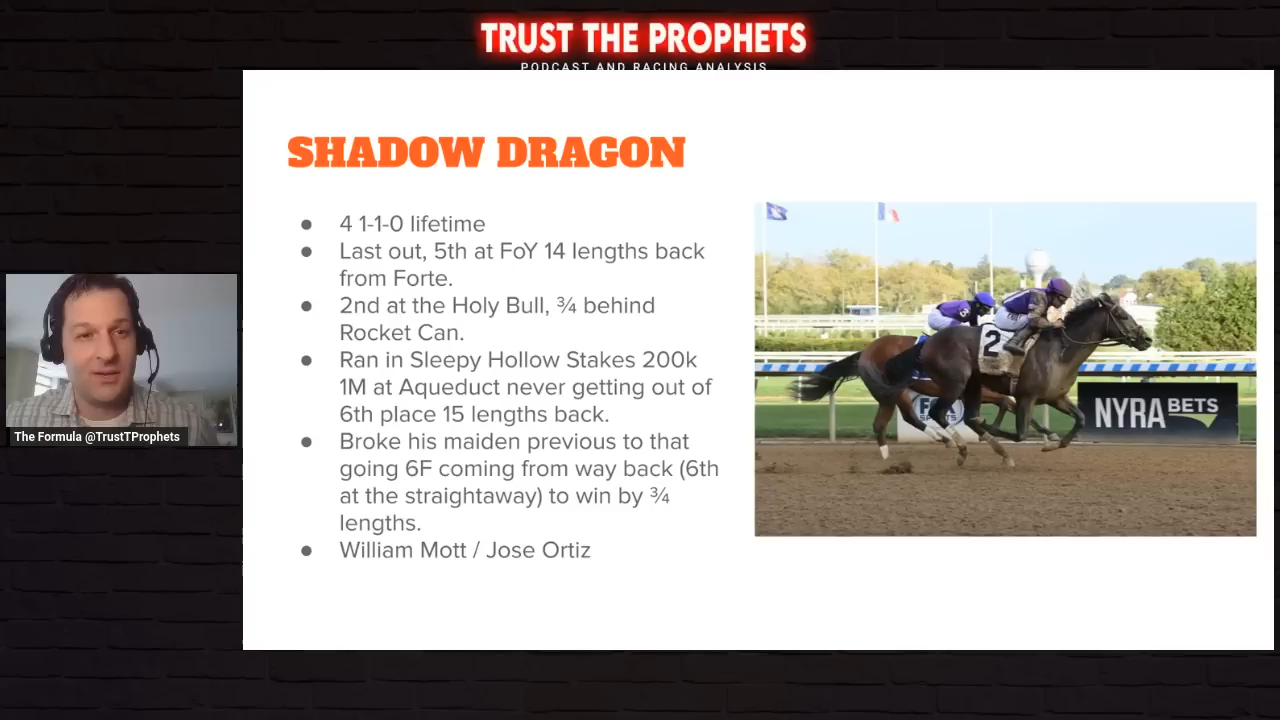 TRUST THE PROPHETS
PODCAST AND RACING ANALYSIS
SHADOW DRAGON
● 4 1-1-0 lifetime
● Last out, 5th at FoY 14 lengths back
from Forte.
● 2nd at the Holy Bull, ¾ behind
Rocket Can.
● Ran in Sleepy Hollow Stakes 200k
1M at Aqueduct never getting out of
6th place 15 lengths back.
● Broke his maiden previous to that
going 6F coming from way back (6th
at the straightaway) to win by ¾
lengths.
● William Mott / Jose Ortiz
2
FOX
SPORTS
NYRA BETS
The Formula @TrustTProphets